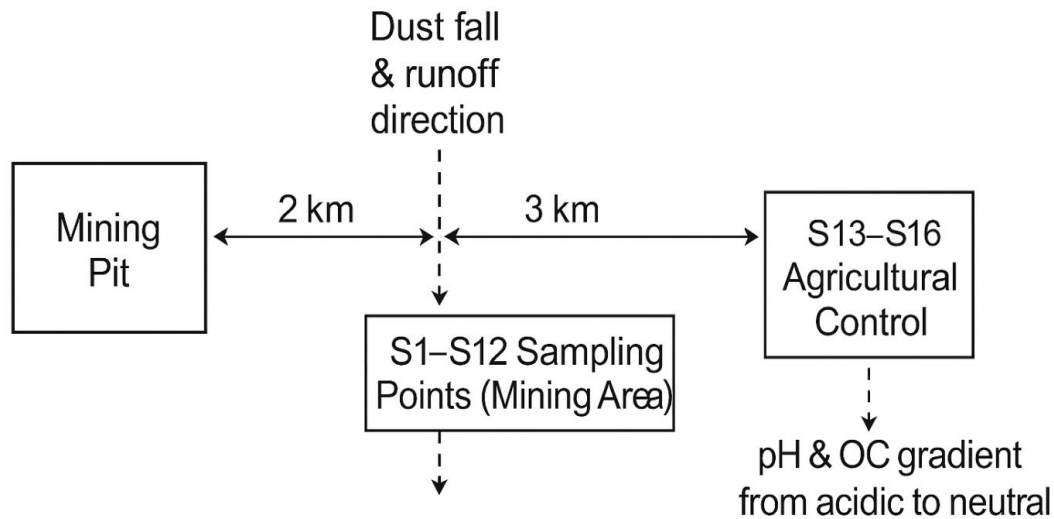 Dust fall
& runoff
direction
Mining
Pit
2 km
3 km
S13–S16
Agricultural
Control
S1–S12 Sampling
Points (Mining Area)
pH & OC gradient
from acidic to neutral